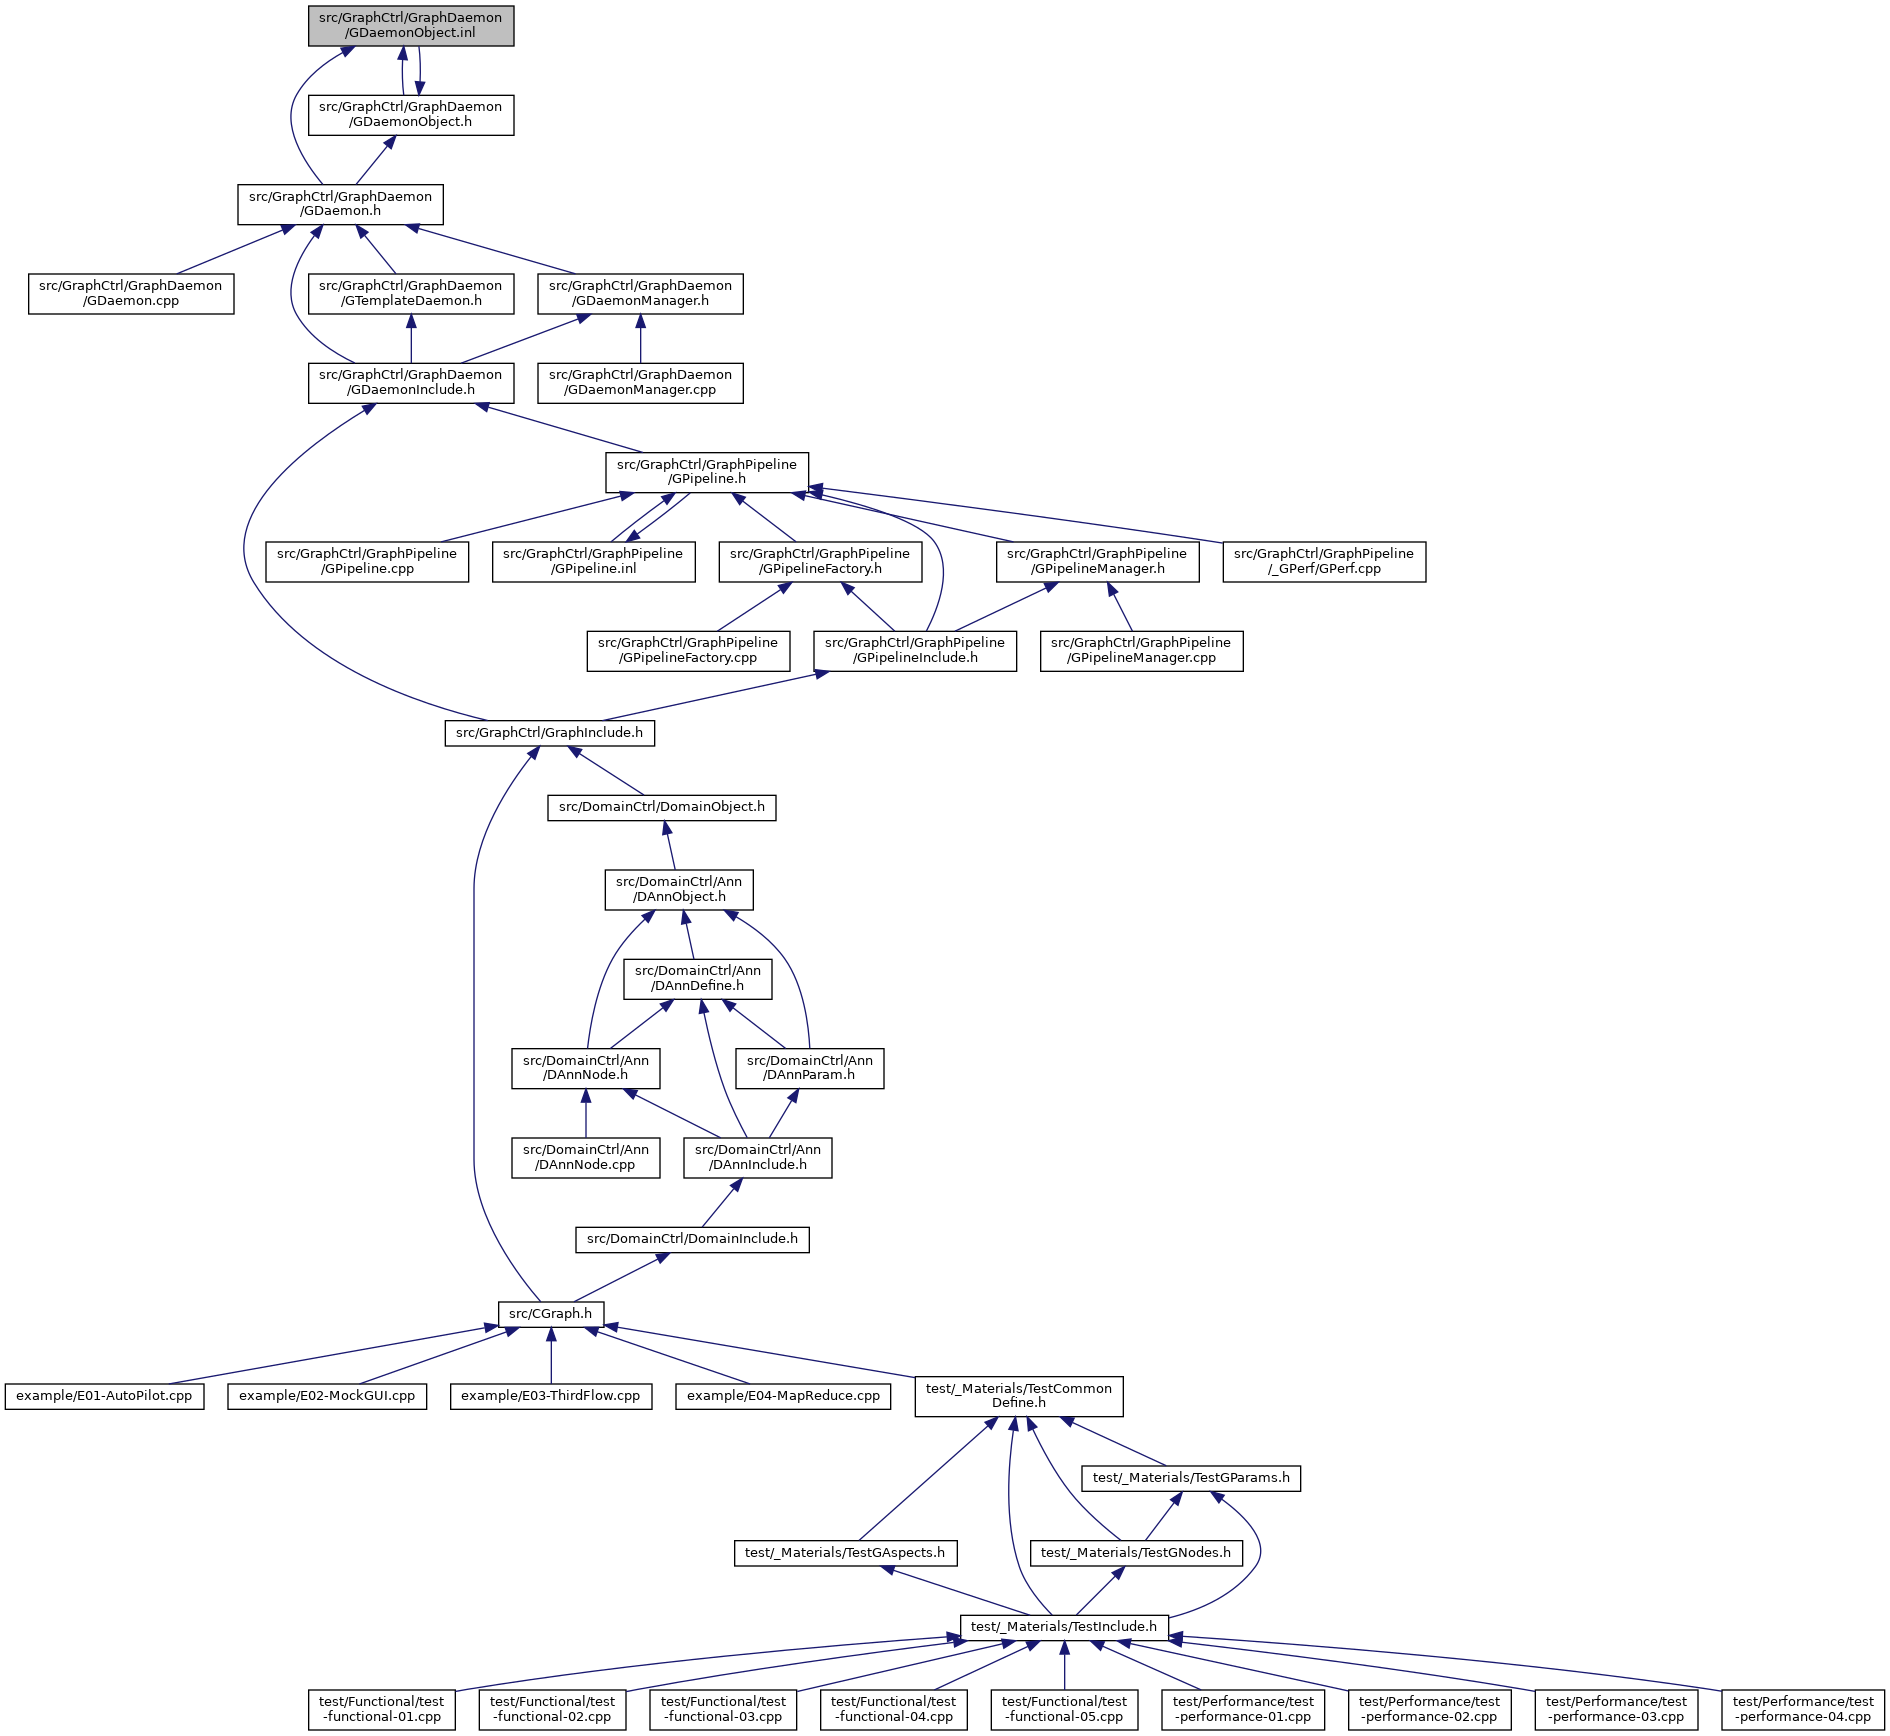 src/GraphCtrl/GraphDaemon
/GDaemonObject.inl
src/GraphCtrl/GraphDaemon
/GDaemonObject.h
src/GraphCtrl/GraphDaemon
/GDaemon.h
src/GraphCtrl/GraphDaemon
/GDaemon.cpp
src/GraphCtrl/GraphDaemon
/GTemplateDaemon.h
src/GraphCtrl/GraphDaemon
/GDaemonManager.h
src/GraphCtrl/GraphDaemon
/GDaemonInclude.h
src/GraphCtrl/GraphDaemon
/GDaemonManager.cpp
src/GraphCtrl/GraphPipeline
/GPipeline.h
src/GraphCtrl/GraphPipeline
/GPipeline.cpp
src/GraphCtrl/GraphPipeline
/GPipeline.inl
src/GraphCtrl/GraphPipeline
/GPipelineFactory.h
src/GraphCtrl/GraphPipeline
/GPipelineManager.h
src/GraphCtrl/GraphPipeline
/_GPerf/GPerf.cpp
src/GraphCtrl/GraphPipeline
/GPipelineFactory.cpp
src/GraphCtrl/GraphPipeline
/GPipelineInclude.h
src/GraphCtrl/GraphPipeline
/GPipelineManager.cpp
src/GraphCtrl/GraphInclude.h
src/DomainCtrl/DomainObject.h
src/DomainCtrl/Ann
/DAnnObject.h
src/DomainCtrl/Ann
/DAnnDefine.h
src/DomainCtrl/Ann
/DAnnNode.h
src/DomainCtrl/Ann
/DAnnParam.h
src/DomainCtrl/Ann
/DAnnNode.cpp
src/DomainCtrl/Ann
/DAnnInclude.h
src/DomainCtrl/DomainInclude.h
src/CGraph.h
example/E01-AutoPilot.cpp
example/E02-MockGUI.cpp
example/E03-ThirdFlow.cpp
example/E04-MapReduce.cpp
test/_Materials/TestCommon
Define.h
test/_Materials/TestGParams.h
test/_Materials/TestGAspects.h
test/_Materials/TestGNodes.h
test/_Materials/TestInclude.h
test/Functional/test
-functional-01.cpp
test/Functional/test
-functional-02.cpp
test/Functional/test
-functional-03.cpp
test/Functional/test
-functional-04.cpp
test/Functional/test
-functional-05.cpp
test/Performance/test
-performance-01.cpp
test/Performance/test
-performance-02.cpp
test/Performance/test
-performance-03.cpp
test/Performance/test
-performance-04.cpp